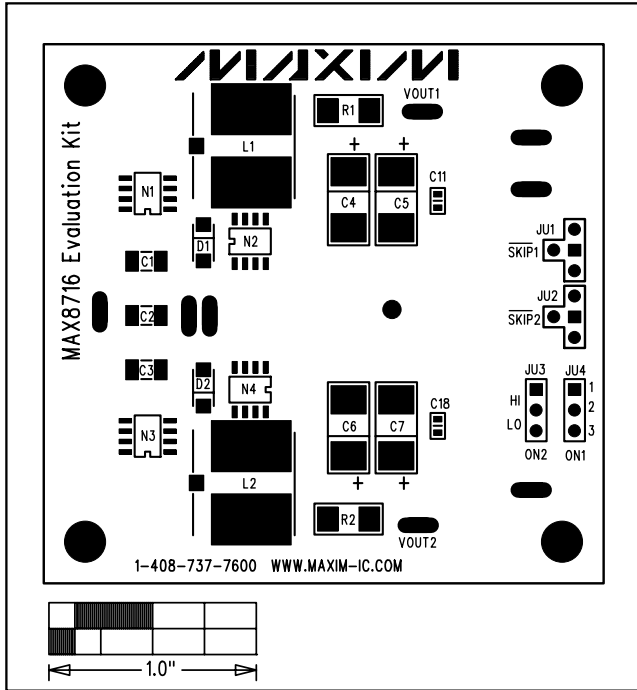 MAXIM
VOUT1
R1
L1
C11
C4
C5
N1
N2
D1
C1
JU1
SKIP1
JU2
SKIP2
C2
MAX8716 Evaluation Kit
C3
D2
N4
JU3
JU4
HI
LO
1
2
3
ON2
ON1
C6
C7
C18
N3
L2
R2
VOUT2
1-408-737-7600 WWW.MAXIM-IC.COM
1.0"